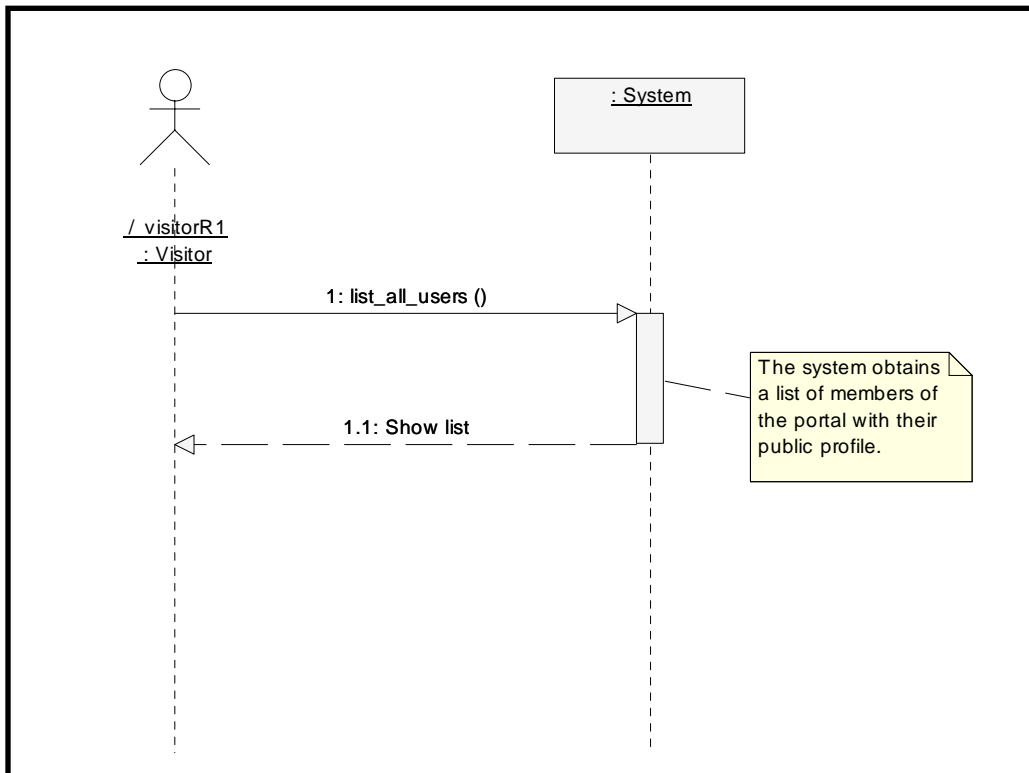 : System
/ visitorR1
: Visitor
1: list_all_users ()
The system obtains
a list of members of
the portal with their
public profile.
1.1: Show list